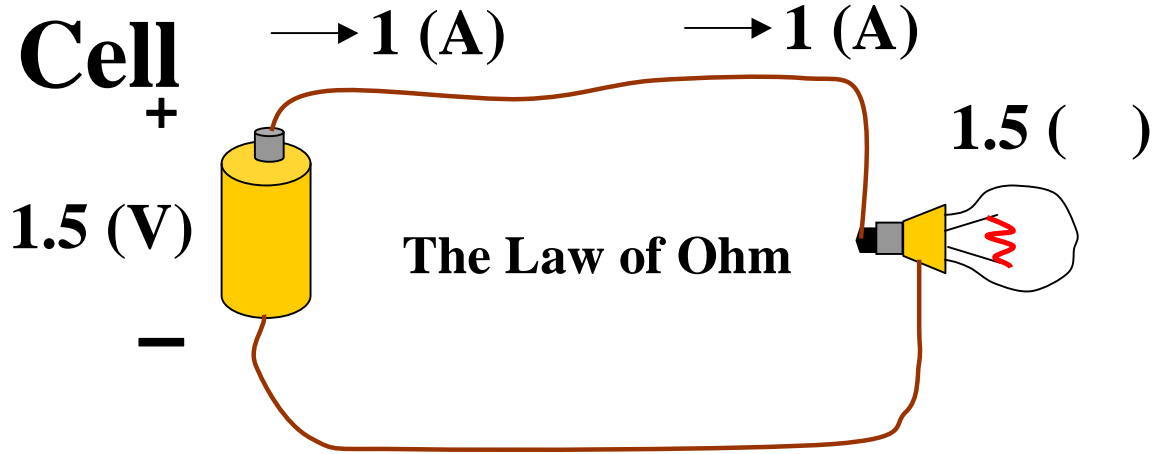 Cell
1 (A)
1 (A)
+
1.5 (   )
1.5 (V)
The Law of Ohm
–